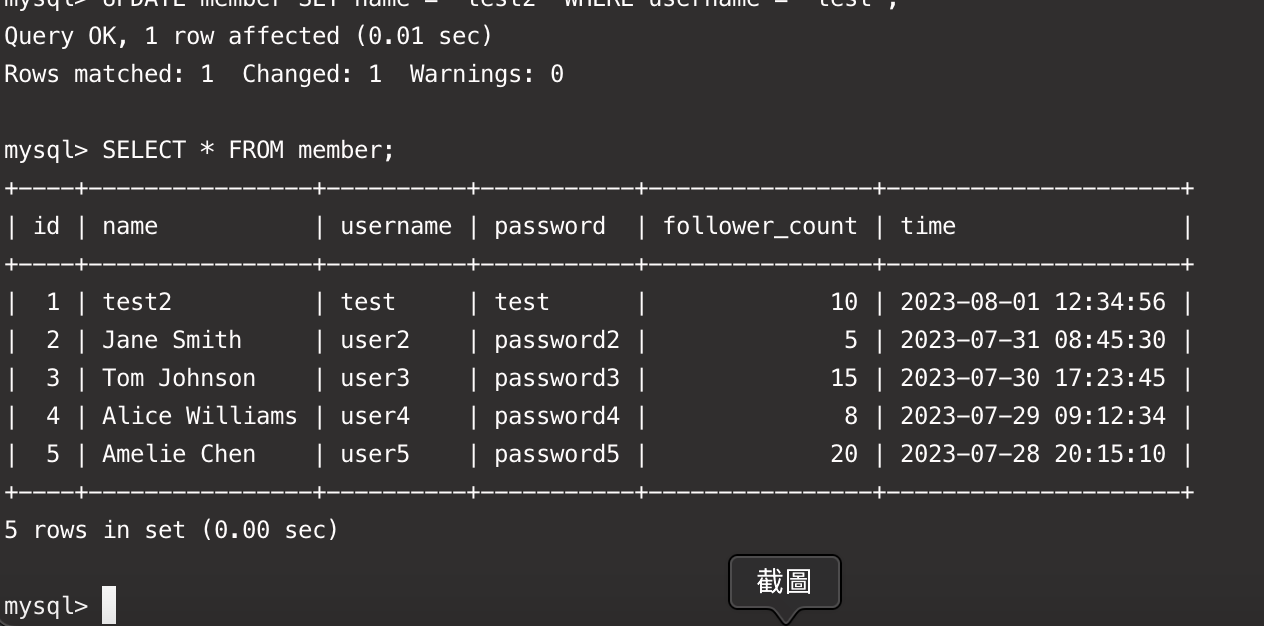 mysql> UPDATE member SET name = 'test2' WHERE username = 'test';
Query OK, 1 row affected (0.01 sec)
Rows matched: 1  Changed: 1  Warnings: 0
mysql> SELECT * FROM member;
+----+----------------+----------+-----------+----------------+---------------------+
| id | name           | username | password  | follower_count | time                |
+----+----------------+----------+-----------+----------------+---------------------+
|  1 | test2          | test     | test      |             10 | 2023-08-01 12:34:56 |
|  2 | Jane Smith     | user2    | password2 |              5 | 2023-07-31 08:45:30 |
|  3 | Tom Johnson    | user3    | password3 |             15 | 2023-07-30 17:23:45 |
|  4 | Alice Williams | user4    | password4 |              8 | 2023-07-29 09:12:34 |
|  5 | Amelie Chen    | user5    | password5 |             20 | 2023-07-28 20:15:10 |
+----+----------------+----------+-----------+----------------+---------------------+
5 rows in set (0.00 sec)
截圖
mysql>